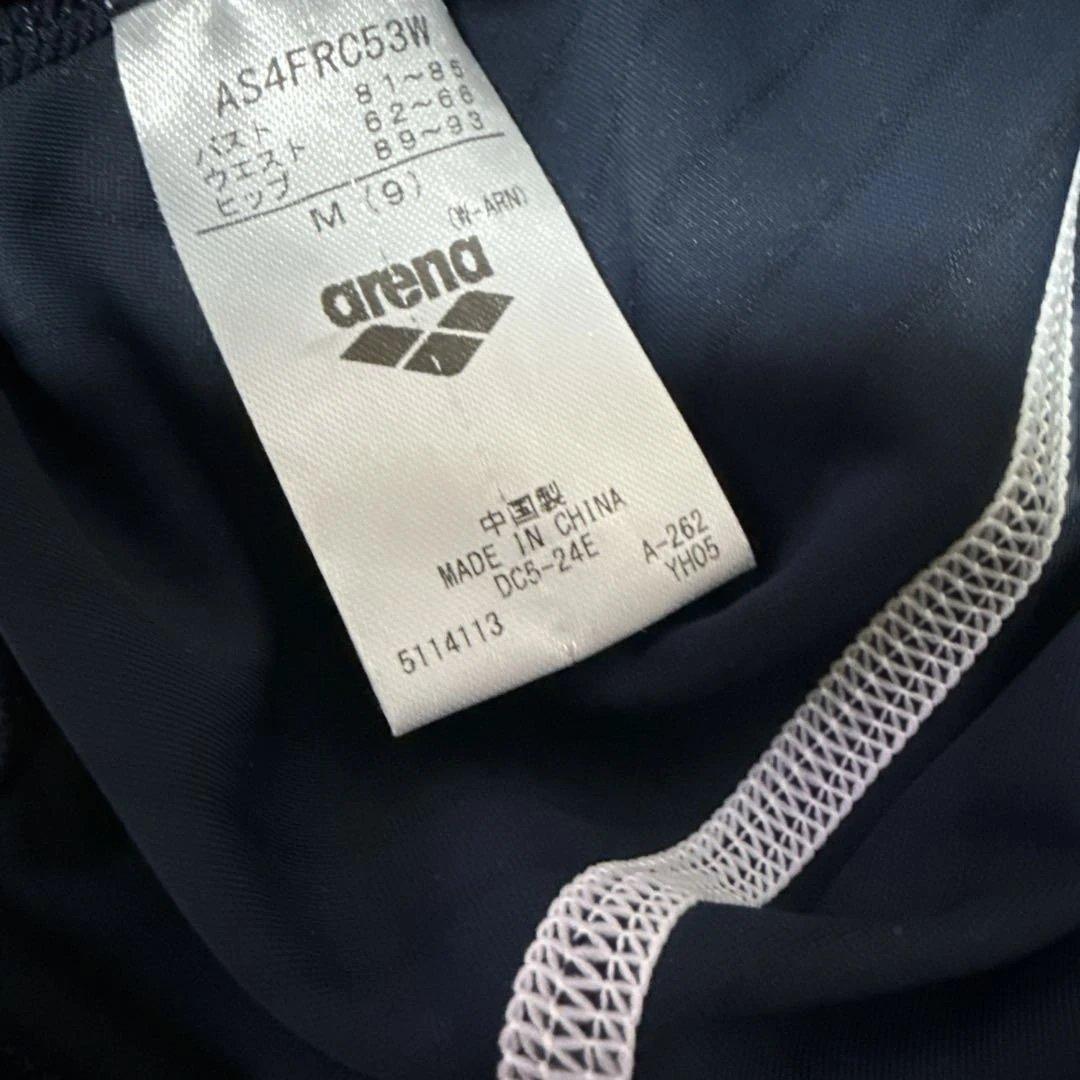 AS4FRC53W
バスト 81~85
ウエスト 62~66
ヒップ 89~93
M (9)
(W-ARN)
arena
中国製
MADE IN CHINA
DC5-24E A-262
YH05
5114113